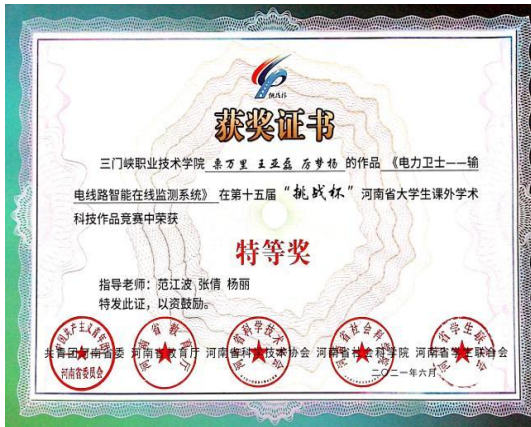 挑战杯
获奖证书
三门峡职业技术学院 栗万里 王亚磊 厉梦杨 的作品 《电力卫士——输
电线路智能在线监测系统》 在第十五届“挑战杯”河南省大学生课外学术
科技作品竞赛中荣获
特等奖
指导老师：范江波 张倩 杨丽
特发此证，以资鼓励。
共青团河南省委 河南省教育厅 河南省科学技术协会 河南省社会科学院 河南省学生联合会
二〇二一年六月